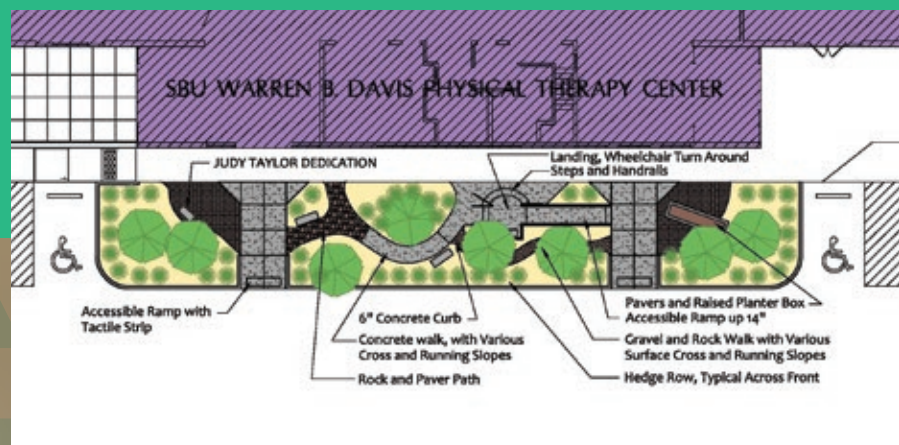 SBU WARREN B. DAVIS PHYSICAL THERAPY CENTER
JUDY TAYLOR DEDICATION
Landing, Wheelchair Turn Around
Steps and Handrails
Accessible Ramp with
Tactile Strip
6" Concrete Curb
Concrete walk, with Various
Cross and Running Slopes
Rock and Paver Path
Pavers and Raised Planter Box
Accessible Ramp up 14"
Gravel and Rock Walk with Various
Surface Cross and Running Slopes
Hedge Row, Typical Across Front